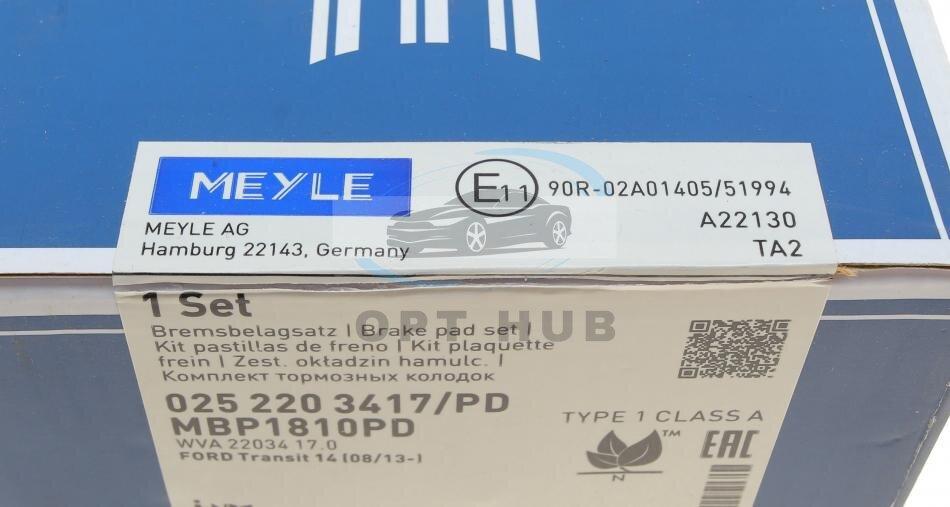 MEYLE
E11
90R-02A01405/51994
MEYLE AG
A22130
Hamburg 22143, Germany
TA2
1 Set
OPT HUB
Bremsbelagsatz | Brake pad set |
Kit pastillas de freno | Kit plaquette
frein | Zest. okładzin hamulc. |
Комплект тормозных колодок
025 220 3417/PD
MBP1810PD
WVA 22034 17.0
FORD Transit 14 (08/13-)
TYPE 1 CLASS A
TM
EAC
N